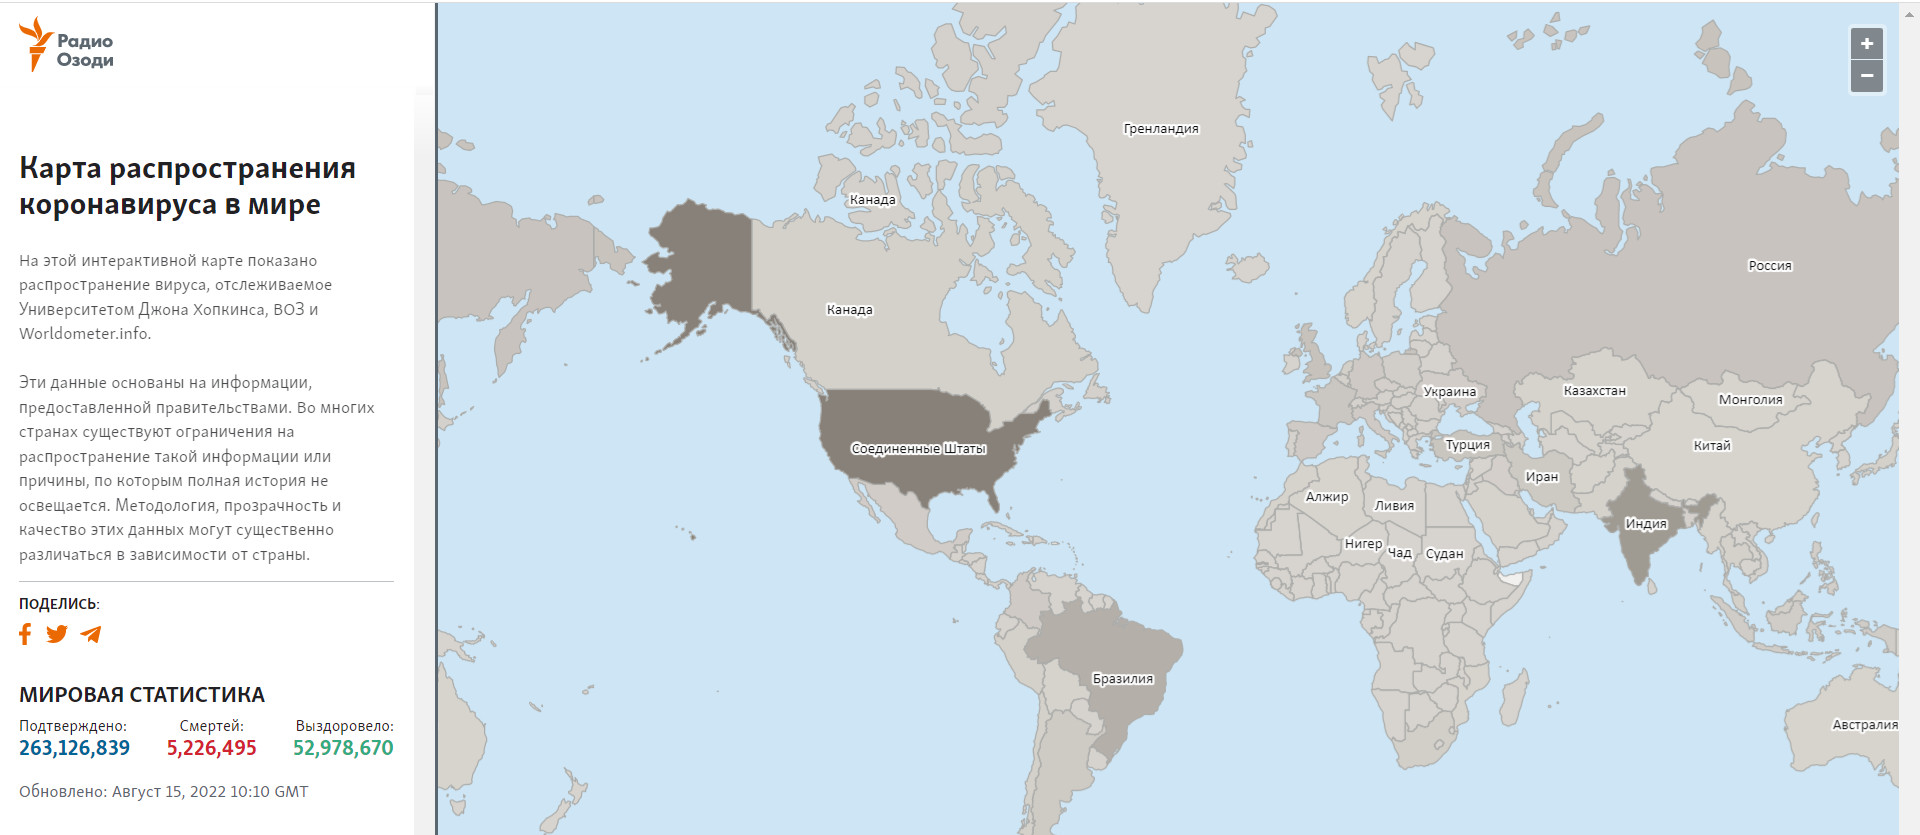 Радио
Озоди
Карта распространения
коронавируса в мире
На этой интерактивной карте показано
распространение вируса, отслеживаемое
Университетом Джона Хопкинса, ВОЗ и
Worldometer.info.
Эти данные основаны на информации,
предоставленной правительствами. Во многих
странах существуют ограничения на
распространение такой информации или
причины, по которым полная история не
освещается. Методология, прозрачность и
качество этих данных могут существенно
различаться в зависимости от страны.
ПОДЕЛИСЬ:
МИРОВАЯ СТАТИСТИКА
Подтверждено: Смертей: Выздоровело:
263,126,839 5,226,495 52,978,670
Обновлено: Август 15, 2022 10:10 GMT
+
−
Гренландия
Канада
Россия
Канада
Украина
Казахстан
Монголия
Соединенные Штаты
Турция
Китай
Иран
Алжир
Ливия
Индия
Нигер
Чад
Судан
Бразилия
Австралия